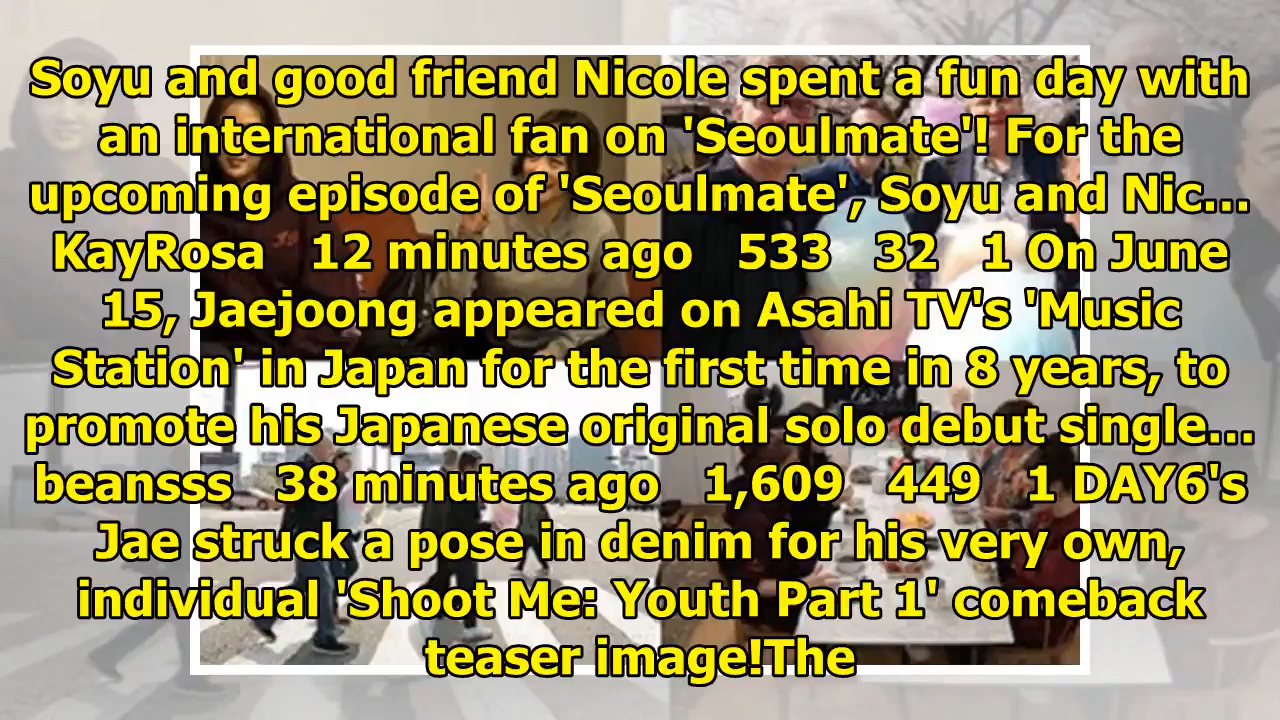 Soyu and good friend Nicole spent a fun day with
an international fan on 'Seoulmate'! For the
upcoming episode of 'Seoulmate', Soyu and Nic...
KayRosa 12 minutes ago 533 32 1 On June
15, Jaejoong appeared on Asahi TV's 'Music
Station' in Japan for the first time in 8 years, to
promote his Japanese original solo debut single...
beansss 38 minutes ago 1,609 449 1 DAY6's
Jae struck a pose in denim for his very own,
individual 'Shoot Me: Youth Part 1' comeback
teaser image!The